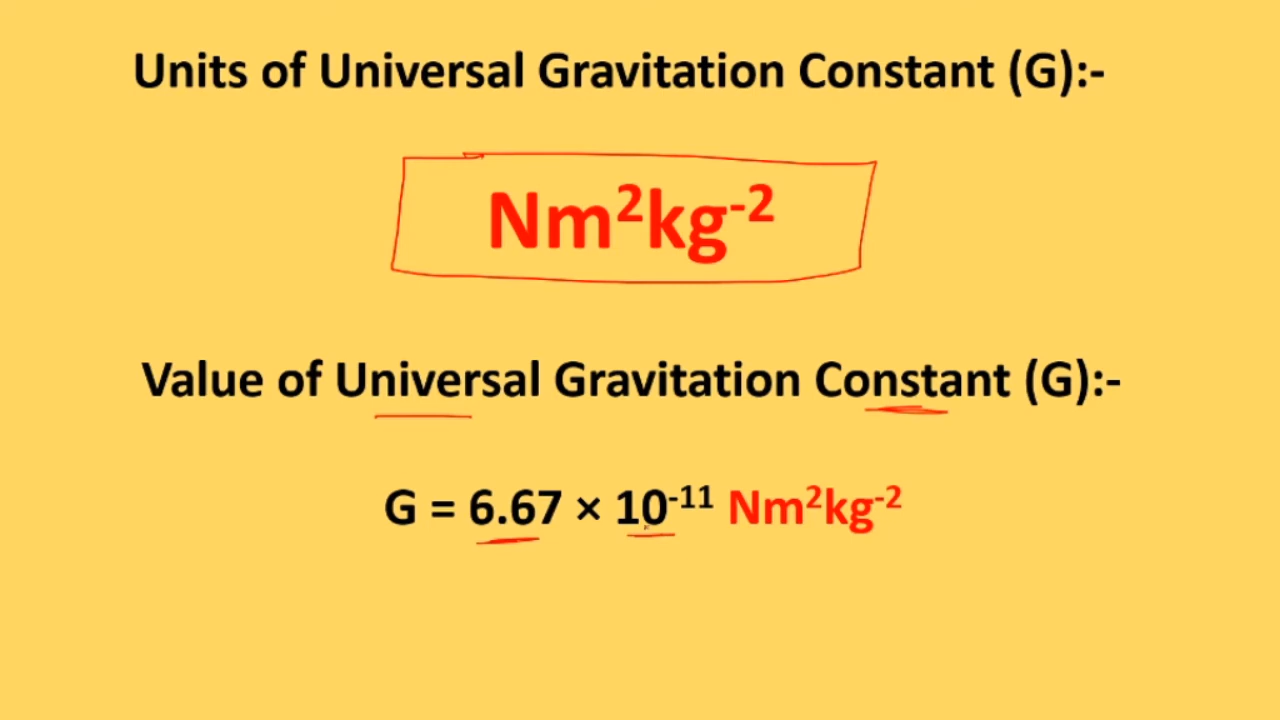 Units of Universal Gravitation Constant (G):-
Nm²kg⁻²
Value of Universal Gravitation Constant (G):-
G = 6.67 × 10⁻¹¹ Nm²kg⁻²